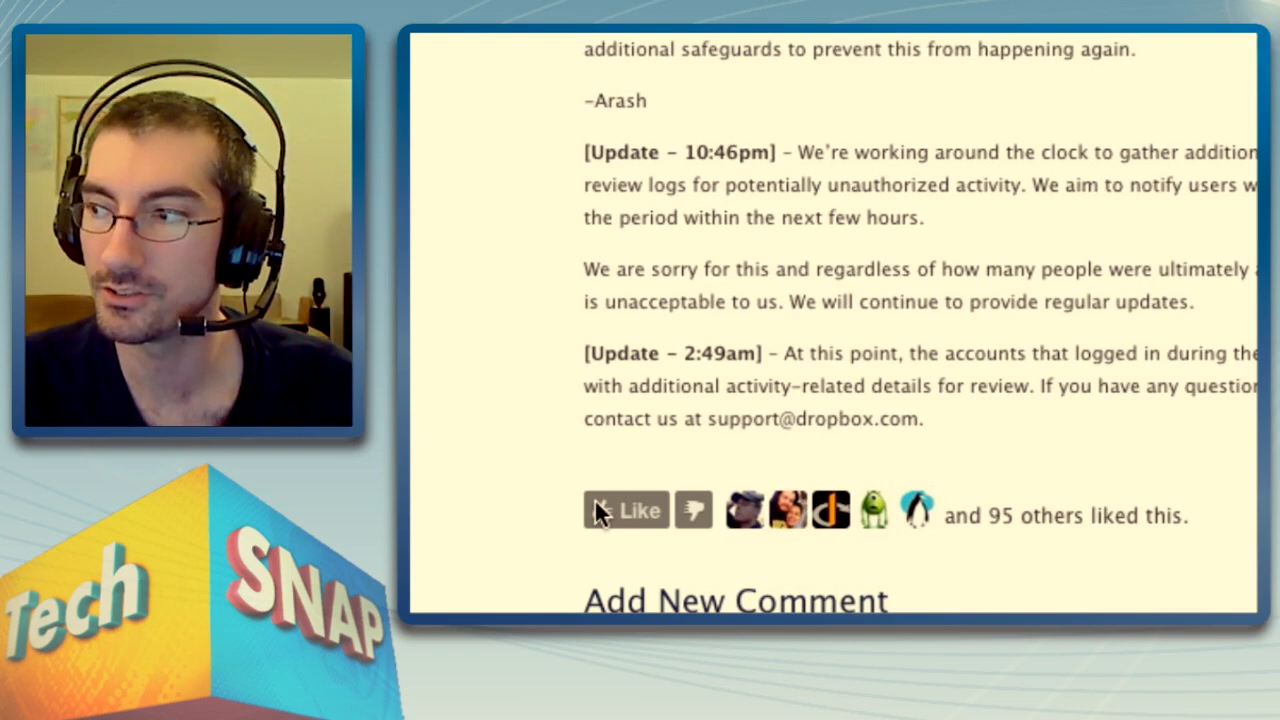 additional safeguards to prevent this from happening again.
–Arash
[Update – 10:46pm] – We're working around the clock to gather addition
review logs for potentially unauthorized activity. We aim to notify users w
the period within the next few hours.
We are sorry for this and regardless of how many people were ultimately
is unacceptable to us. We will continue to provide regular updates.
[Update – 2:49am] – At this point, the accounts that logged in during the
with additional activity-related details for review. If you have any question
contact us at support@dropbox.com.
Like
and 95 others liked this.
Add New Comment
Tech
SNAP